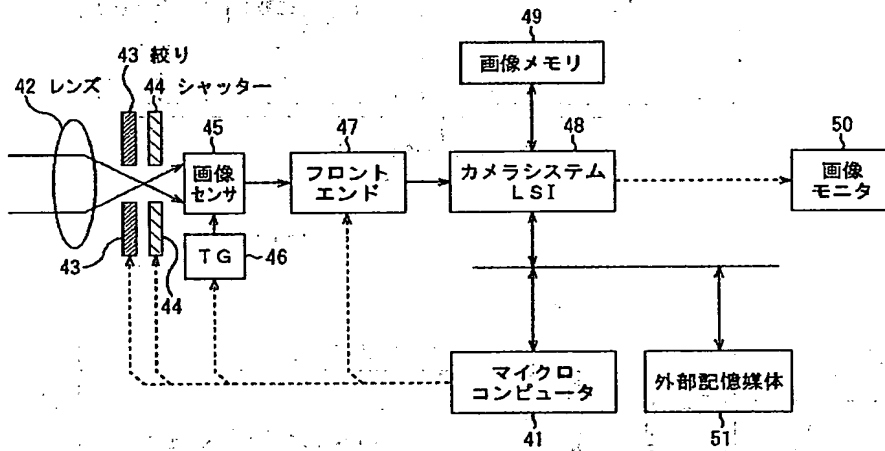 49
画像メモリ
43 絞り
42 レンズ
44 シャッター
45
画像
センサ
47
フロント
エンド
48
カメラシステム
LSI
50
画像
モニタ
TG
46
43
44
マイクロ
コンピュータ
41
外部記憶媒体
51